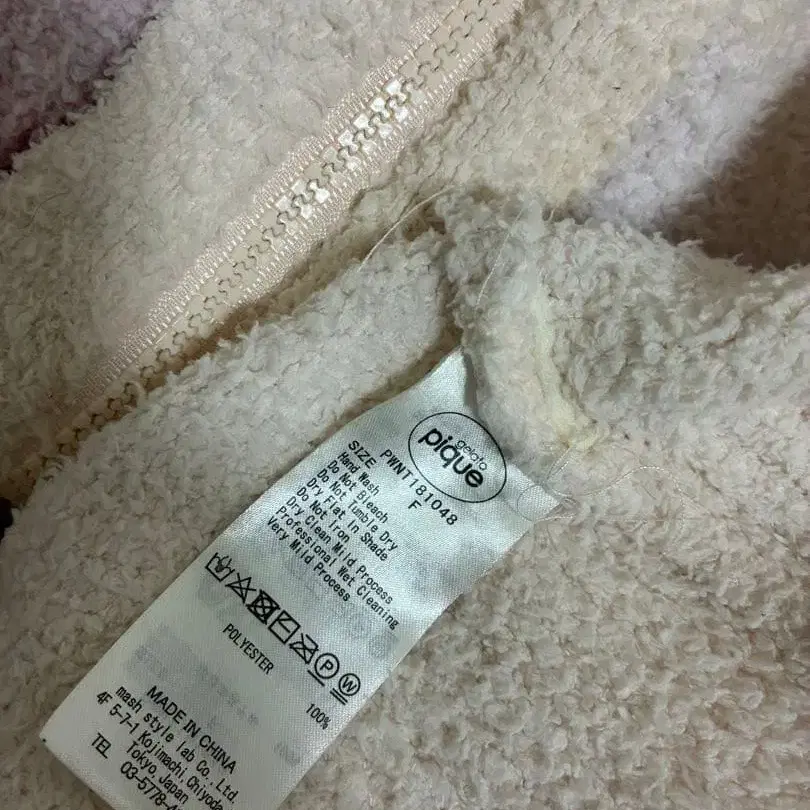 gelato
pique
PWNT181048
SIZE F
Hand Wash
Do Not Bleach
Do Not Tumble Dry
Dry Flat in Shade
Do Not Iron
Dry Clean Mild Process
Professional Wet Cleaning
Very Mild Process
P W
POLYESTER 100%
MADE IN CHINA
mash style lab Co., Ltd.
4F 5-7-1 Kojimachi, Chiyoda
Tokyo, Japan
TEL 03-5778-4